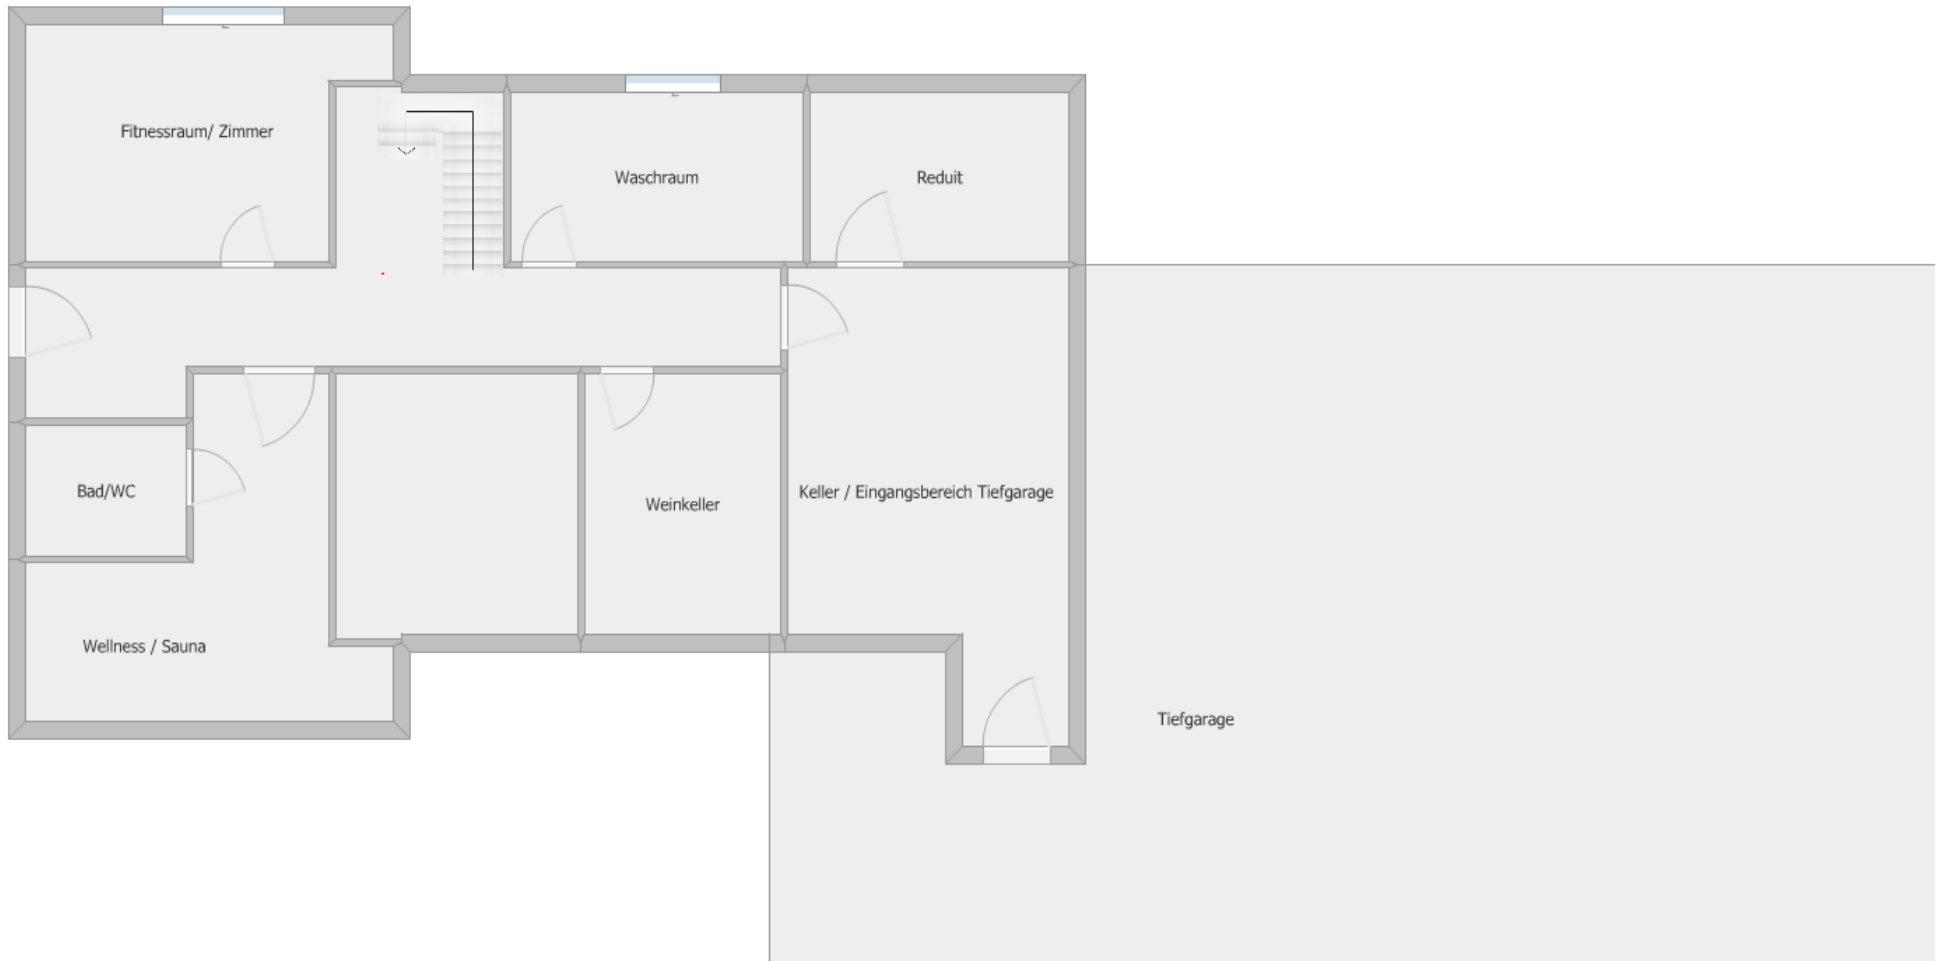 Fitnessraum/ Zimmer
Waschraum
Reduit
Bad/WC
Weinkeller
Keller / Eingangsbereich Tiefgarage
Wellness / Sauna
Tiefgarage